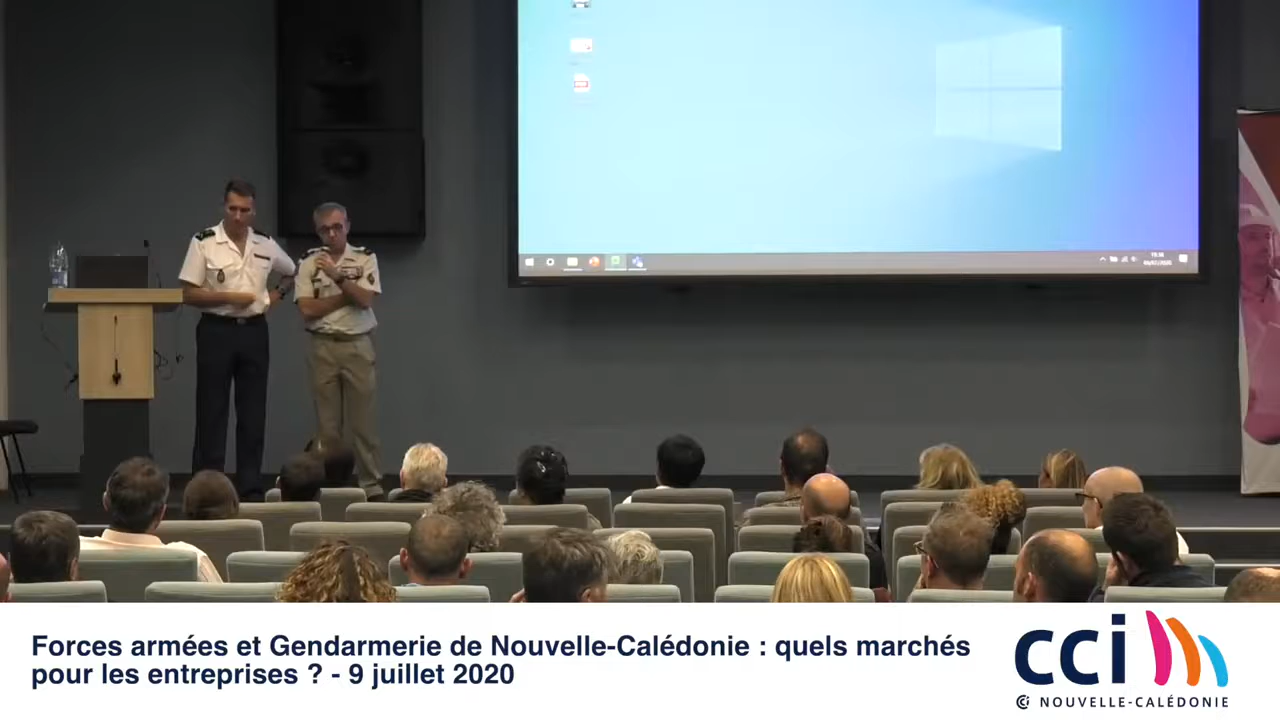 Forces armées et Gendarmerie de Nouvelle-Calédonie : quels marchés
pour les entreprises ? - 9 juillet 2020
cci
NOUVELLE-CALÉDONIE